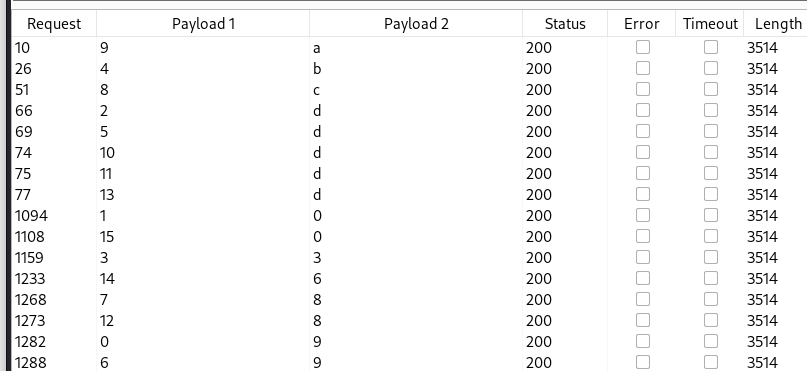 Request Payload 1 Payload 2 Status Error Timeout Length
10 9 a 200 3514
26 4 b 200 3514
51 8 c 200 3514
66 2 d 200 3514
69 5 d 200 3514
74 10 d 200 3514
75 11 d 200 3514
77 13 d 200 3514
1094 1 0 200 3514
1108 15 0 200 3514
1159 3 3 200 3514
1233 14 6 200 3514
1268 7 8 200 3514
1273 12 8 200 3514
1282 0 9 200 3514
1288 6 9 200 3514